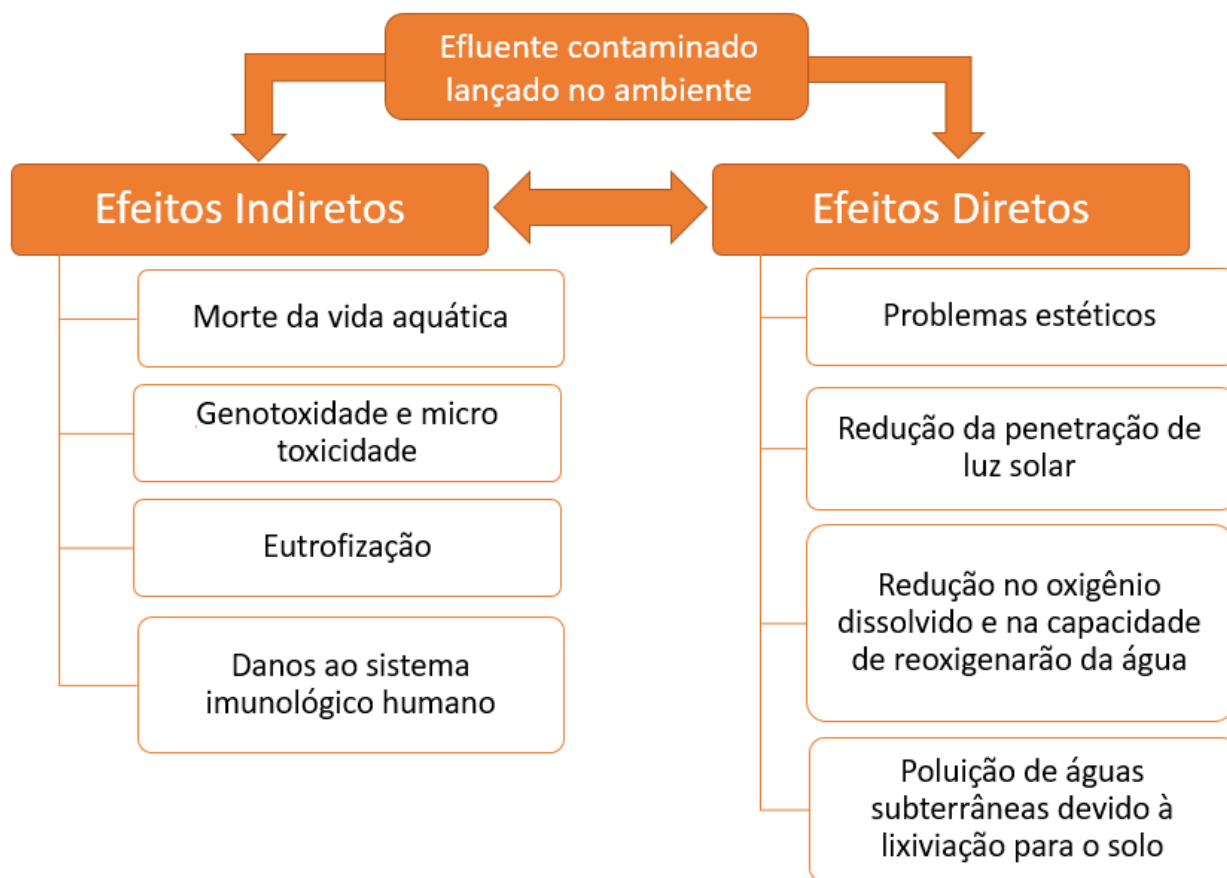 Efluente contaminado
lançado no ambiente
Efeitos Indiretos
Morte da vida aquática
Genotoxidade e micro
toxicidade
Eutrofização
Danos ao sistema
imunológico humano
Efeitos Diretos
Problemas estéticos
Redução da penetração de
luz solar
Redução no oxigênio
dissolvido e na capacidade
de reoxigenarão da água
Poluição de águas
subterrâneas devido à
lixiviação para o solo